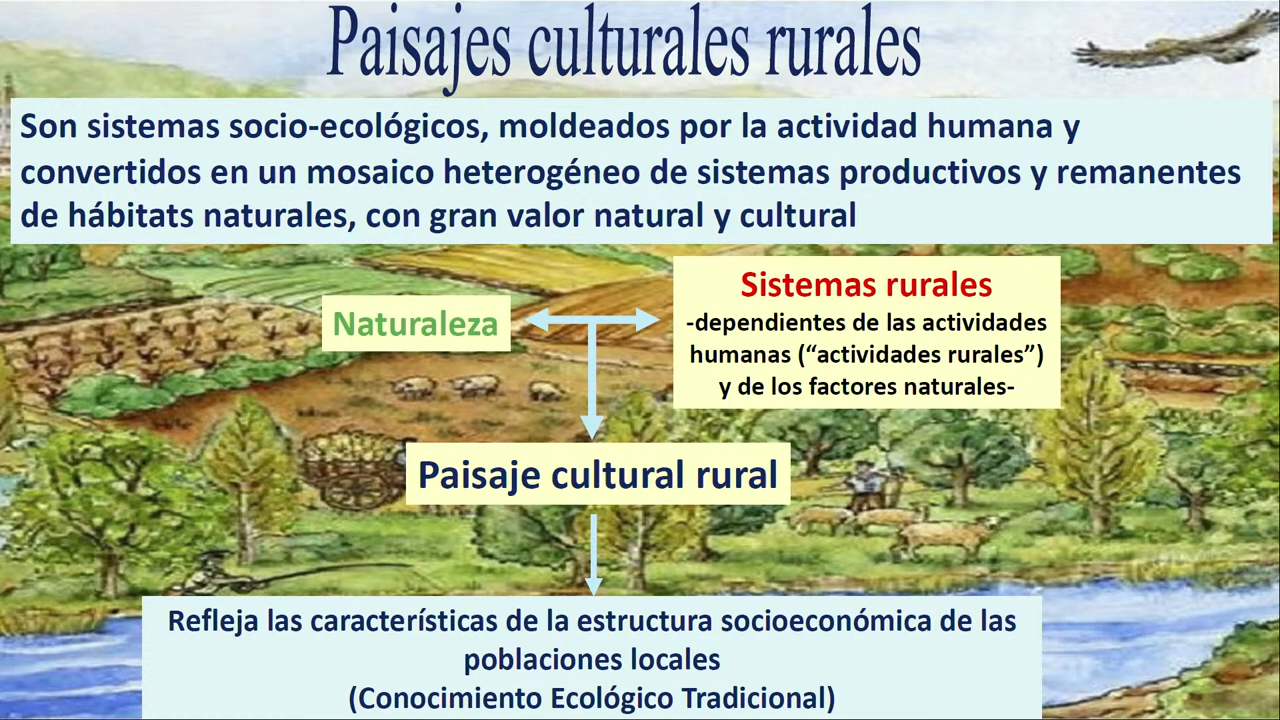 Paisajes culturales rurales
Son sistemas socio-ecológicos, moldeados por la actividad humana y
convertidos en un mosaico heterogéneo de sistemas productivos y remanentes
de hábitats naturales, con gran valor natural y cultural
Naturaleza
Sistemas rurales
-dependientes de las actividades
humanas (“actividades rurales”)
y de los factores naturales-
Paisaje cultural rural
Refleja las características de la estructura socioeconómica de las
poblaciones locales
(Conocimiento Ecológico Tradicional)